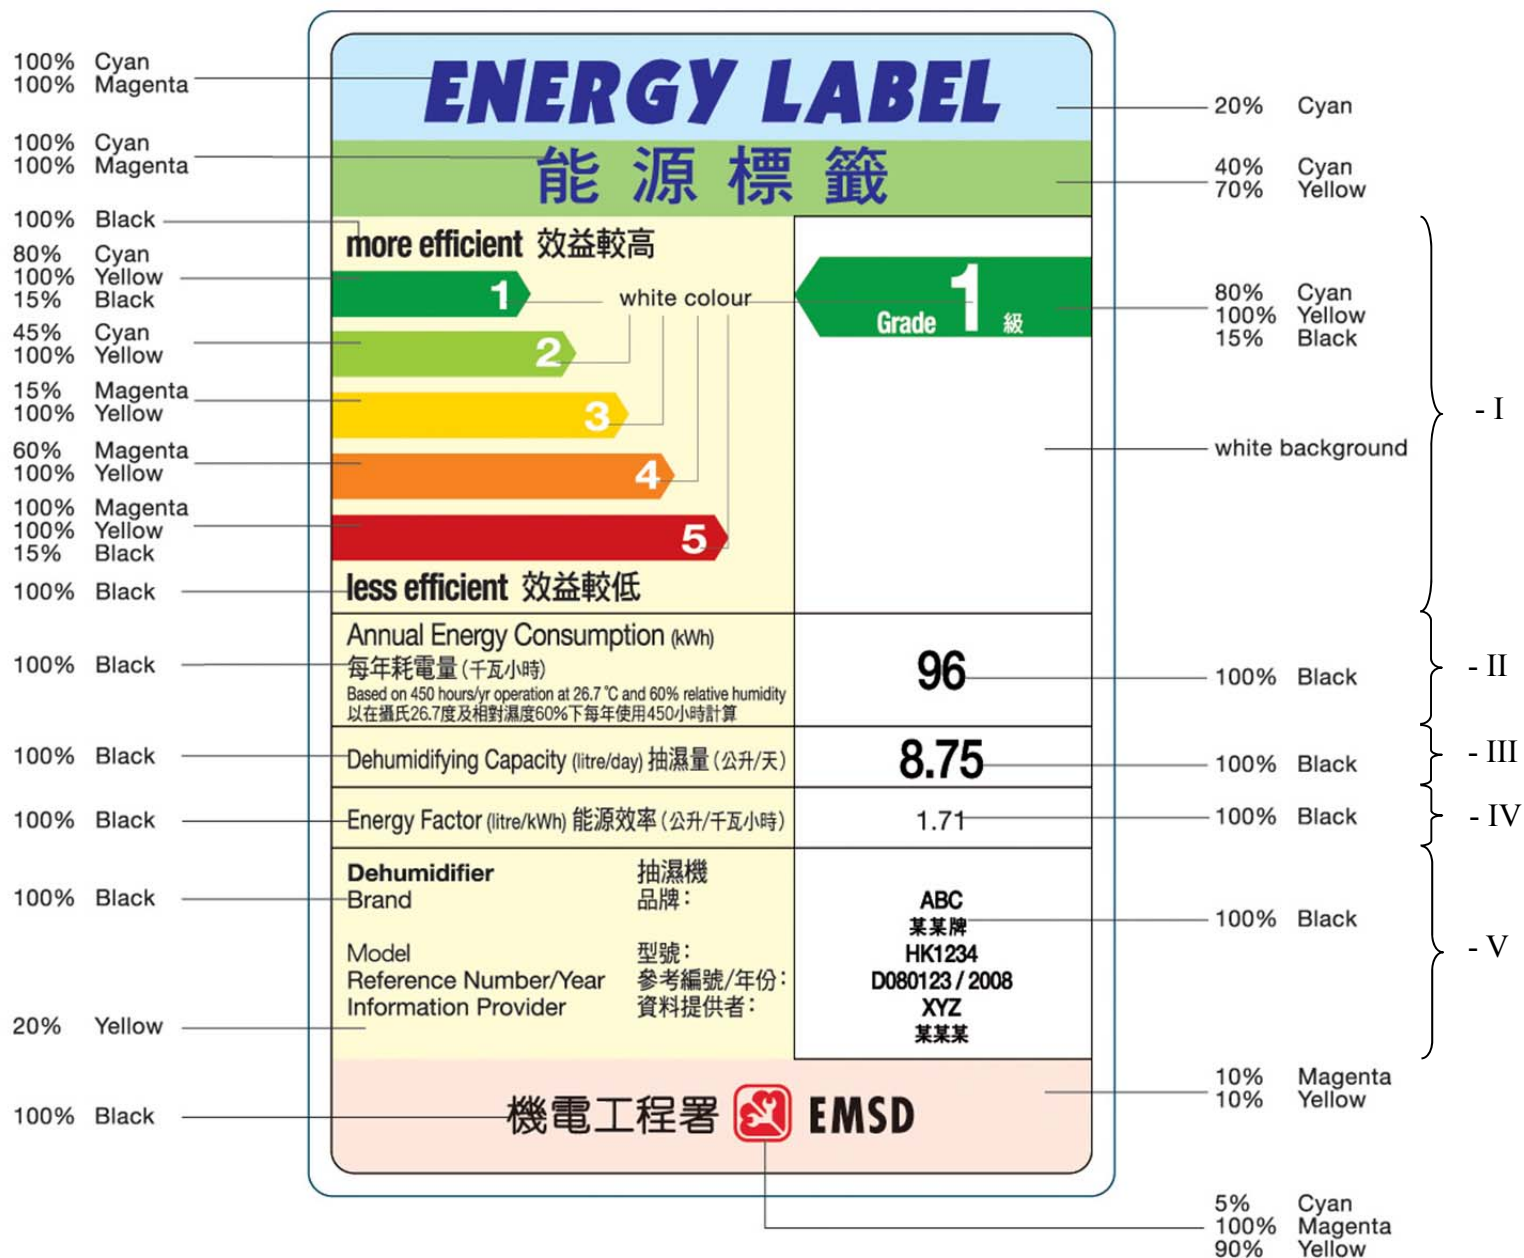 100% Cyan
100% Magenta
ENERGY LABEL
20% Cyan
100% Cyan
100% Magenta
能源標籤
40% Cyan
70% Yellow
100% Black
more efficient 效益較高
80% Cyan
100% Yellow
15% Black
1
white colour
1
Grade 級
80% Cyan
100% Yellow
15% Black
45% Cyan
100% Yellow
2
15% Magenta
100% Yellow
3
- I
white background
60% Magenta
100% Yellow
4
100% Magenta
100% Yellow
15% Black
5
100% Black
less efficient 效益較低
Annual Energy Consumption (kWh)
每年耗電量(千瓦小時)
Based on 450 hours/yr operation at 26.7 °C and 60% relative humidity
以在攝氏26.7度及相對濕度60%下每年使用450小時計算
100% Black
96
100% Black
- II
100% Black
Dehumidifying Capacity (litre/day) 抽濕量(公升/天)
8.75
100% Black
- III
100% Black
Energy Factor (litre/kWh) 能源效率(公升/千瓦小時)
1.71
100% Black
- IV
Dehumidifier 抽濕機
100% Black
Brand 品牌:
ABC
某某牌
100% Black
- V
Model 型號:
HK1234
Reference Number/Year 參考編號/年份:
D080123 / 2008
Information Provider 資料提供者:
XYZ
某某某
20% Yellow
10% Magenta
10% Yellow
100% Black
機電工程署 EMSD
5% Cyan
100% Magenta
90% Yellow